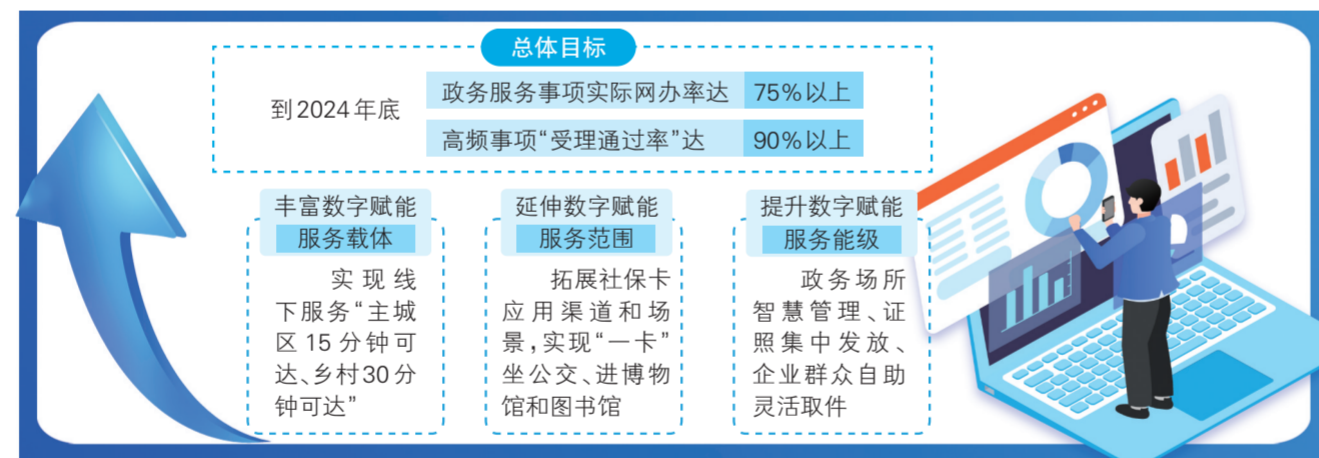 总体目标
到2024年底
政务服务事项实际网办率达 75%以上
高频事项“受理通过率”达 90%以上
丰富数字赋能
服务载体
实现线
下服务“主城
区15分钟可
达、乡村30分
钟可达”
延伸数字赋能
服务范围
拓展社保卡
应用渠道和场
景，实现“一卡”
坐公交、进博物
馆和图书馆
提升数字赋能
服务能级
政务场所
智慧管理、证
照集中发放、
企业群众自助
灵活取件